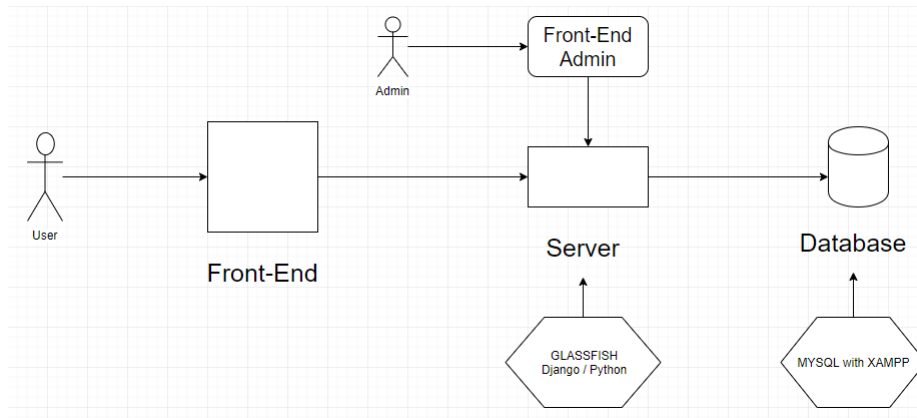 Front-End
Admin
Admin
User
Front-End
Server
Database
GLASSFISH
Django / Python
MYSQL with XAMPP